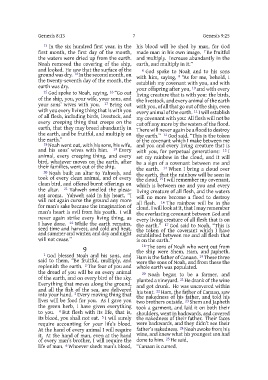 Genesis 8:13 7 Genesis 9:25
13 In the six hundred first year, in the
first month, the first day of the month,
the waters were dried up from the earth.
Noah removed the covering of the ship,
and looked. He saw that the surface of the
ground was dry. 14 In the second month, on
the twenty-seventh day of the month, the
earth was dry.
15 God spoke to Noah, saying, 16 “Go out
of the ship, you, your wife, your sons, and
your sons’ wives with you. 17 Bring out
with you every living thing that is with you
of all flesh, including birds, livestock, and
every creeping thing that creeps on the
earth, that they may breed abundantly in
the earth, and be fruitful, and multiply on
the earth.”
18 Noah went out, with his sons, his wife,
and his sons’ wives with him. 19 Every
animal, every creeping thing, and every
bird, whatever moves on the earth, after
their families, went out of the ship.
20 Noah built an altar to Yahweh, and
took of every clean animal, and of every
clean bird, and offered burnt offerings on
the altar. 21 Yahweh smelled the pleas-
ant aroma. Yahweh said in his heart, “I
will not again curse the ground any more
for man’s sake because the imagination of
man’s heart is evil from his youth. I will
never again strike every living thing, as
I have done. 22 While the earth remains,
seed time and harvest, and cold and heat,
and summer and winter, and day and night
will not cease.”
9
1 God blessed Noah and his sons, and
said to them, “Be fruitful, multiply, and
replenish the earth. 2 The fear of you and
the dread of you will be on every animal
of the earth, and on every bird of the sky.
Everything that moves along the ground,
and all the fish of the sea, are delivered
into your hand. 3 Every moving thing that
lives will be food for you. As I gave you
the green herb, I have given everything
to you. 4 But flesh with its life, that is,
its blood, you shall not eat. 5 I will surely
require accounting for your life’s blood.
At the hand of every animal I will require
it. At the hand of man, even at the hand
of every man’s brother, I will require the
life of man. 6 Whoever sheds man’s blood,
his blood will be shed by man, for God
made man in his own image. 7 Be fruitful
and multiply. Increase abundantly in the
earth, and multiply in it.”
8 God spoke to Noah and to his sons
with him, saying, 9 “As for me, behold, I
establish my covenant with you, and with
your offspring after you, 10 and with every
living creature that is with you: the birds,
the livestock, and every animal of the earth
with you, of all that go out of the ship, even
every animal of the earth. 11 I will establish
my covenant with you: All flesh will not be
cut off any more by the waters of the flood.
There will never again be a flood to destroy
the earth.” 12 God said, “This is the token
of the covenant which I make between me
and you and every living creature that is
with you, for perpetual generations: 13 I
set my rainbow in the cloud, and it will
be a sign of a covenant between me and
the earth. 14 When I bring a cloud over
the earth, that the rainbow will be seen in
the cloud, 15 I will remember my covenant,
which is between me and you and every
living creature of all flesh, and the waters
will no more become a flood to destroy
all flesh. 16 The rainbow will be in the
cloud. I will look at it, that I may remember
the everlasting covenant between God and
every living creature of all flesh that is on
the earth.” 17 God said to Noah, “This is
the token of the covenant which I have
established between me and all flesh that
is on the earth.”
18 The sons of Noah who went out from
the ship were Shem, Ham, and Japheth.
Ham is the father of Canaan. 19 These three
were the sons of Noah, and from these the
whole earth was populated.
20 Noah began to be a farmer, and
planted a vineyard. 21 He drank of the wine
and got drunk. He was uncovered within
his tent. 22 Ham, the father of Canaan, saw
the nakedness of his father, and told his
two brothers outside. 23 Shem and Japheth
took a garment, and laid it on both their
shoulders, went in backwards, and covered
the nakedness of their father. Their faces
were backwards, and they didn’t see their
father’s nakedness. 24 Noah awoke from his
wine, and knew what his youngest son had
done to him. 25 He said,
“Canaan is cursed.